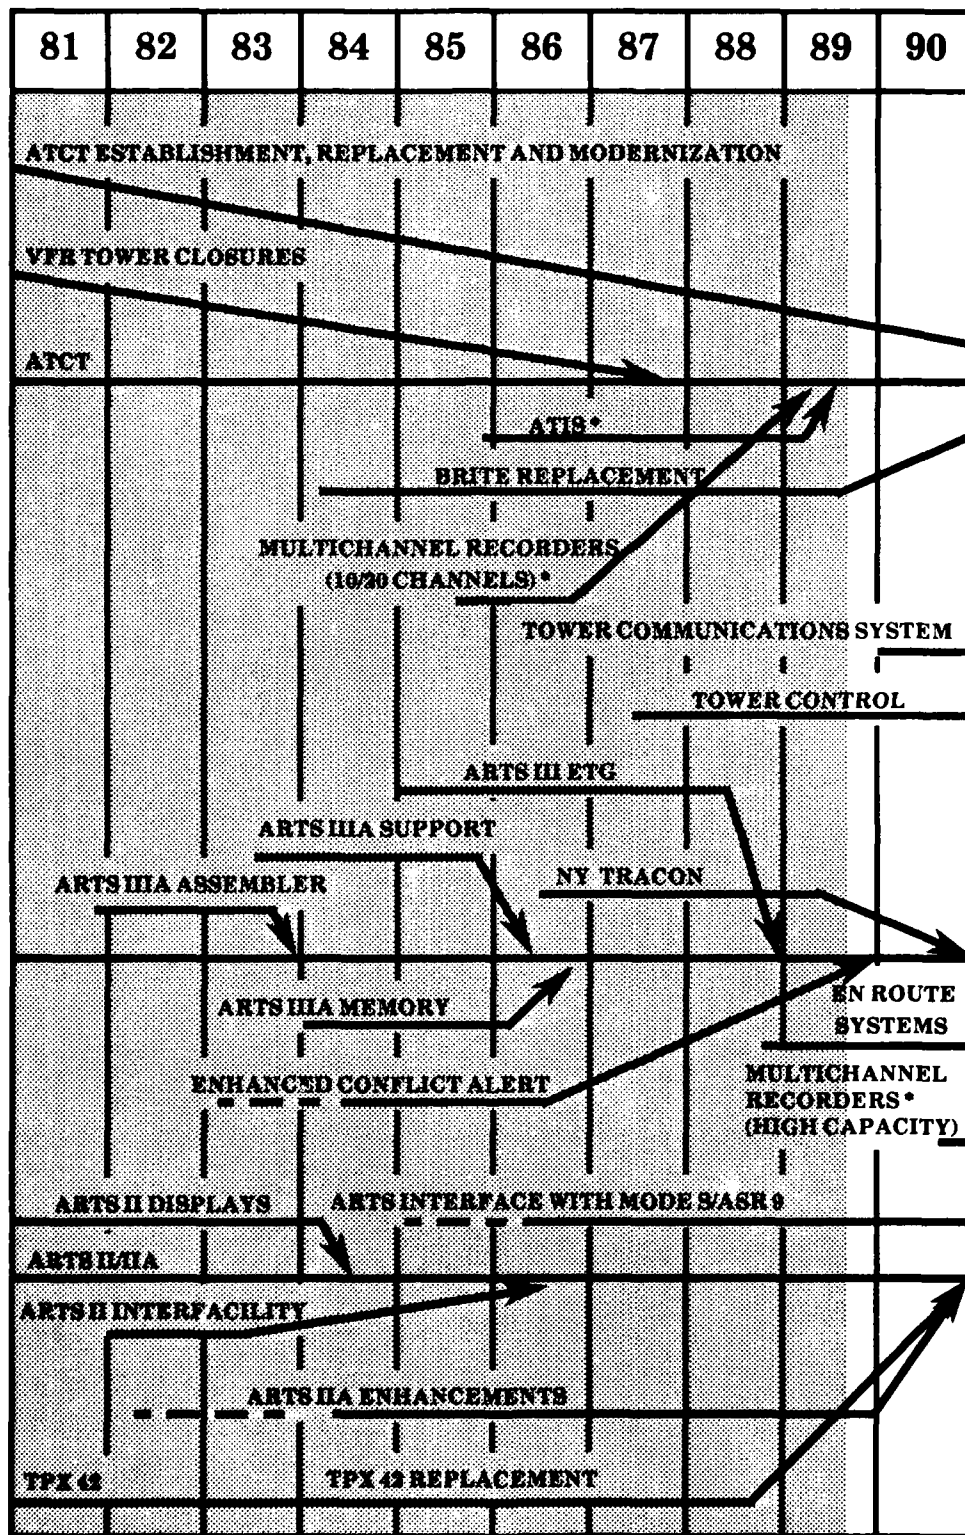 81 82 83 84 85 86 87 88 89 90
ATCT ESTABLISHMENT, REPLACEMENT AND MODERNIZATION
VFR TOWER CLOSURES
ATCT
ATIS*
BRITE REPLACEMENT
MULTICHANNEL RECORDERS
(10/20 CHANNELS)*
TOWER COMMUNICATIONS SYSTEM
TOWER CONTROL
ARTS III ETG
ARTS IIIA SUPPORT
ARTS IIIA ASSEMBLER
NY TRACON
ARTS IIIA MEMORY
EN ROUTE
SYSTEMS
ENHANCED CONFLICT ALERT
MULTICHANNEL
RECORDERS*
(HIGH CAPACITY)
ARTS II DISPLAYS
ARTS INTERFACE WITH MODE S/ASR 9
ARTS II/IIA
ARTS II INTERFACILITY
ARTS IIA ENHANCEMENTS
TPX 42
TPX 42 REPLACEMENT